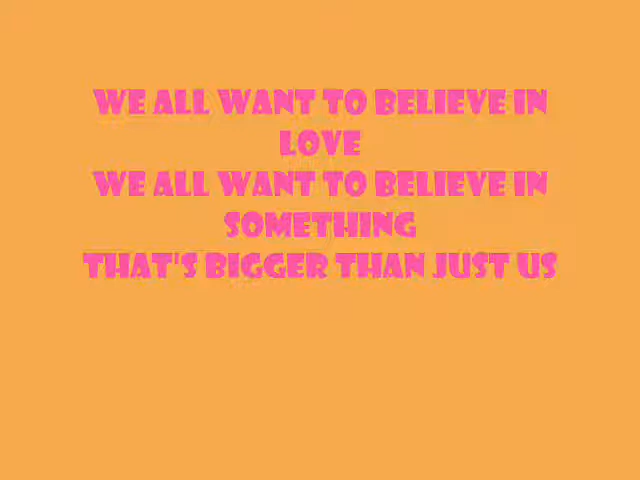 WE ALL WANT TO BELIEVE IN
LOVE
WE ALL WANT TO BELIEVE IN
SOMETHING
THAT'S BIGGER THAN JUST US